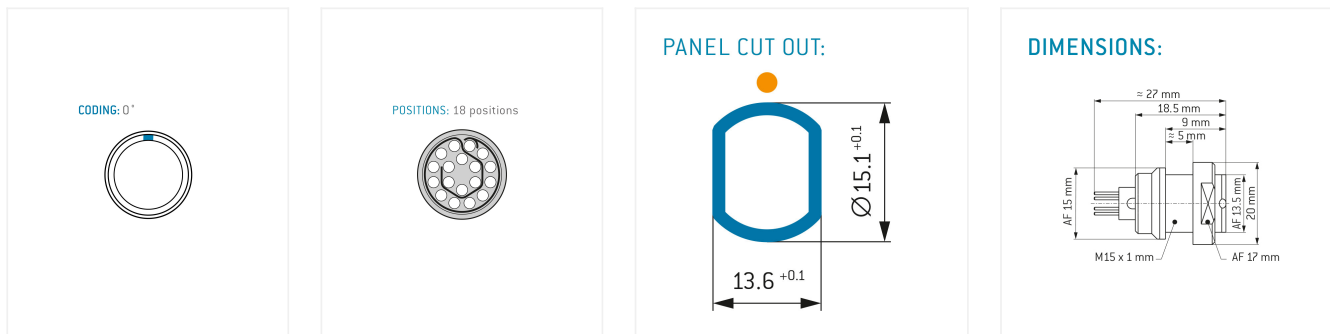 CODING: 0°
POSITIONS: 18 positions
PANEL CUT OUT:
Ø15.1 +0.1
13.6 +0.1
DIMENSIONS:
≈ 27 mm
18.5 mm
9 mm
≈ 5 mm
AF 15 mm
AF 13.5 mm
20 mm
M15 x 1 mm
AF 17 mm